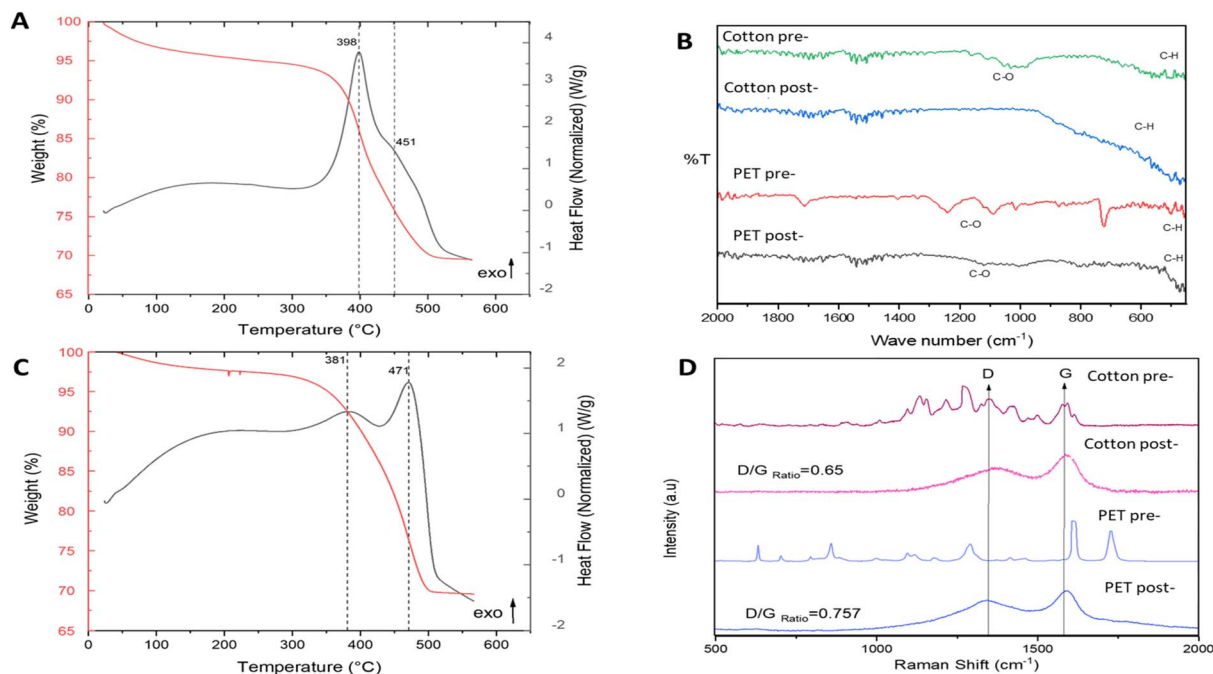 A
100
95
90
85
80
75
70
65
Weight (%)
398
451
4
3
2
1
0
-1
-2
Heat Flow (Normalized) (W/g)
exo
0 100 200 300 400 500 600
Temperature (°C)
B
Cotton pre-
C-O
C-H
Cotton post-
C-H
%T
PET pre-
C-O
C-H
PET post-
C-O
C-H
2000 1800 1600 1400 1200 1000 800 600
Wave number (cm-1)
C
100
95
90
85
80
75
70
65
Weight (%)
381
471
2
1
0
-1
-2
Heat Flow (Normalized) (W/g)
exo
0 100 200 300 400 500 600
Temperature (°C)
D
D
G
Cotton pre-
Cotton post-
D/G Ratio=0.65
PET pre-
PET post-
D/G Ratio=0.757
Intensity (a.u)
500 1000 1500 2000
Raman Shift (cm-1)